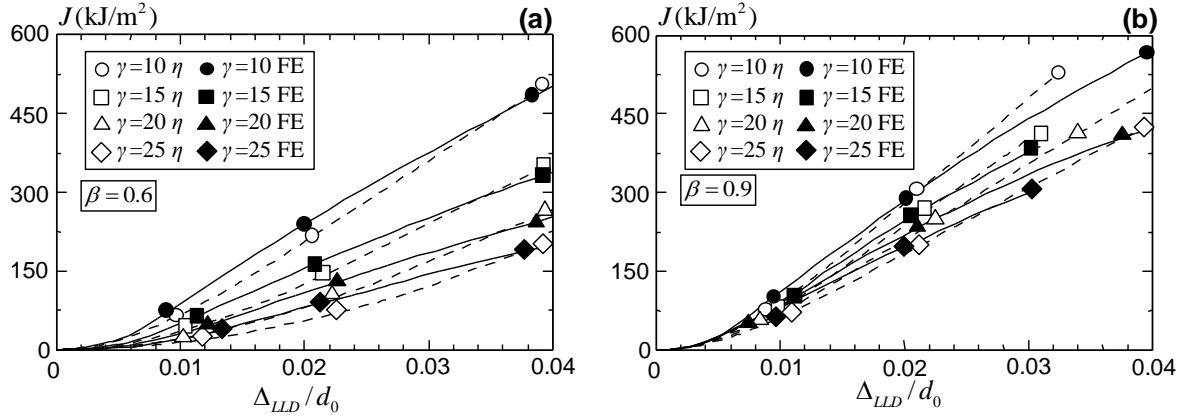 J (kJ/m²) (a)
600
450
300
150
0
γ=10 η γ=10 FE
γ=15 η γ=15 FE
γ=20 η γ=20 FE
γ=25 η γ=25 FE
β=0.6
0 0.01 0.02 0.03 0.04
Δ_LLD/d₀
J (kJ/m²) (b)
600
450
300
150
0
γ=10 η γ=10 FE
γ=15 η γ=15 FE
γ=20 η γ=20 FE
γ=25 η γ=25 FE
β=0.9
0 0.01 0.02 0.03 0.04
Δ_LLD/d₀